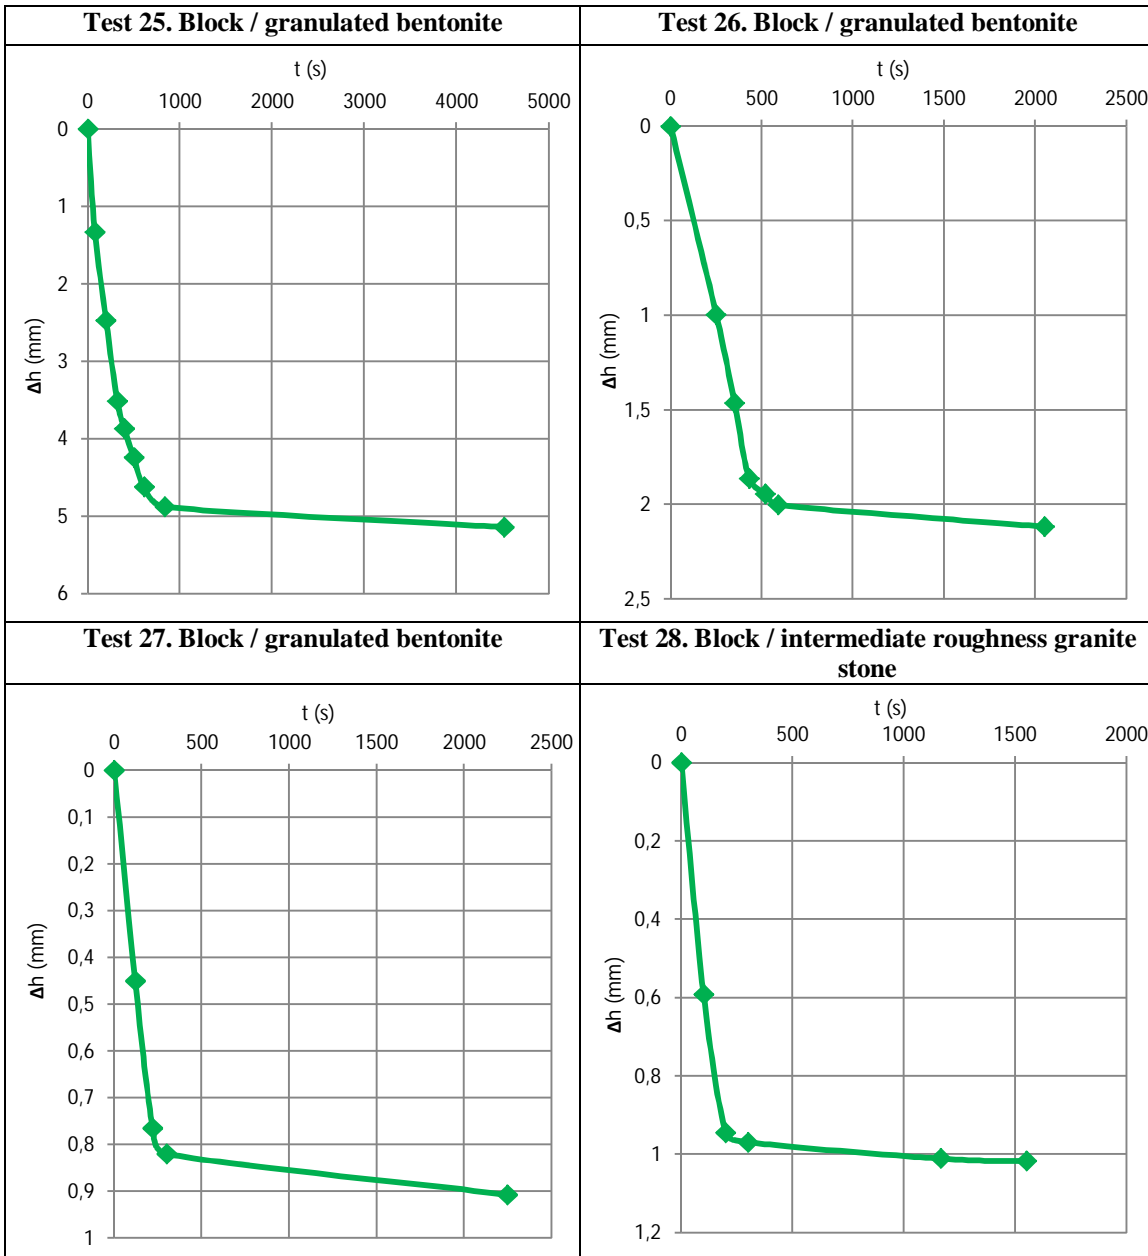 Test 25. Block / granulated bentonite
t (s)
0 1000 2000 3000 4000 5000
0
1
2
3
4
5
6
Δh (mm)
Test 26. Block / granulated bentonite
t (s)
0 500 1000 1500 2000 2500
0
0,5
1
1,5
2
2,5
Δh (mm)
Test 27. Block / granulated bentonite
t (s)
0 500 1000 1500 2000 2500
0
0,1
0,2
0,3
0,4
0,5
0,6
0,7
0,8
0,9
1
Δh (mm)
Test 28. Block / intermediate roughness granite
stone
t (s)
0 500 1000 1500 2000
0
0,2
0,4
0,6
0,8
1
1,2
Δh (mm)